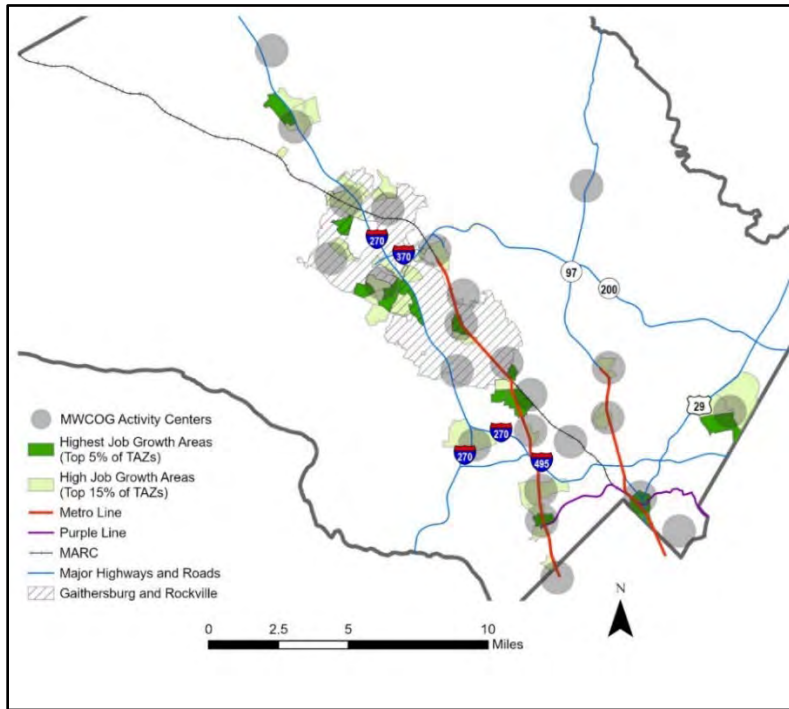 270
370
97
200
29
270
270
495
MWCOG Activity Centers
Highest Job Growth Areas
(Top 5% of TAZs)
High Job Growth Areas
(Top 15% of TAZs)
Metro Line
Purple Line
MARC
Major Highways and Roads
Gaithersburg and Rockville
N
0 2.5 5 10
Miles